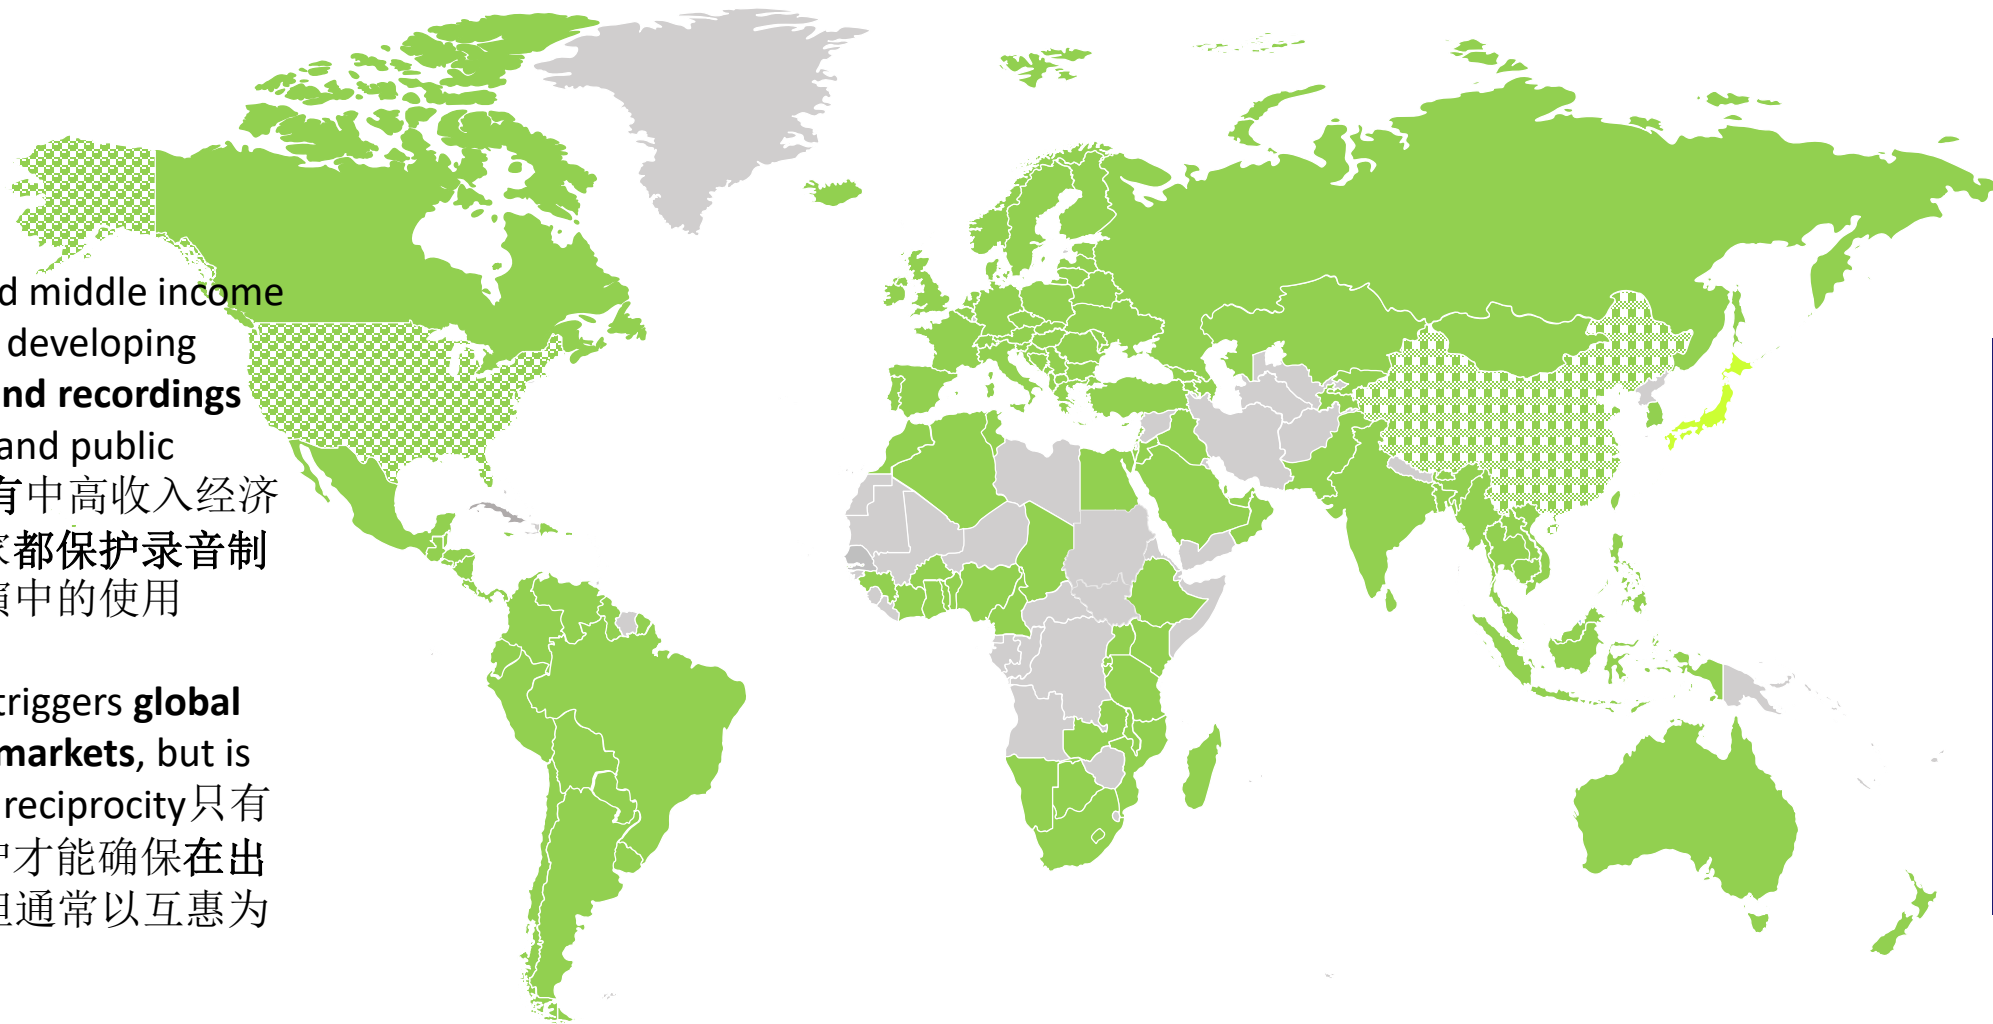 d middle income
developing
nd recordings
and public
有中高收入经济
都保护录音制
中的使用
triggers global
markets, but is
reciprocity只有
才能确保在出
通常以互惠为